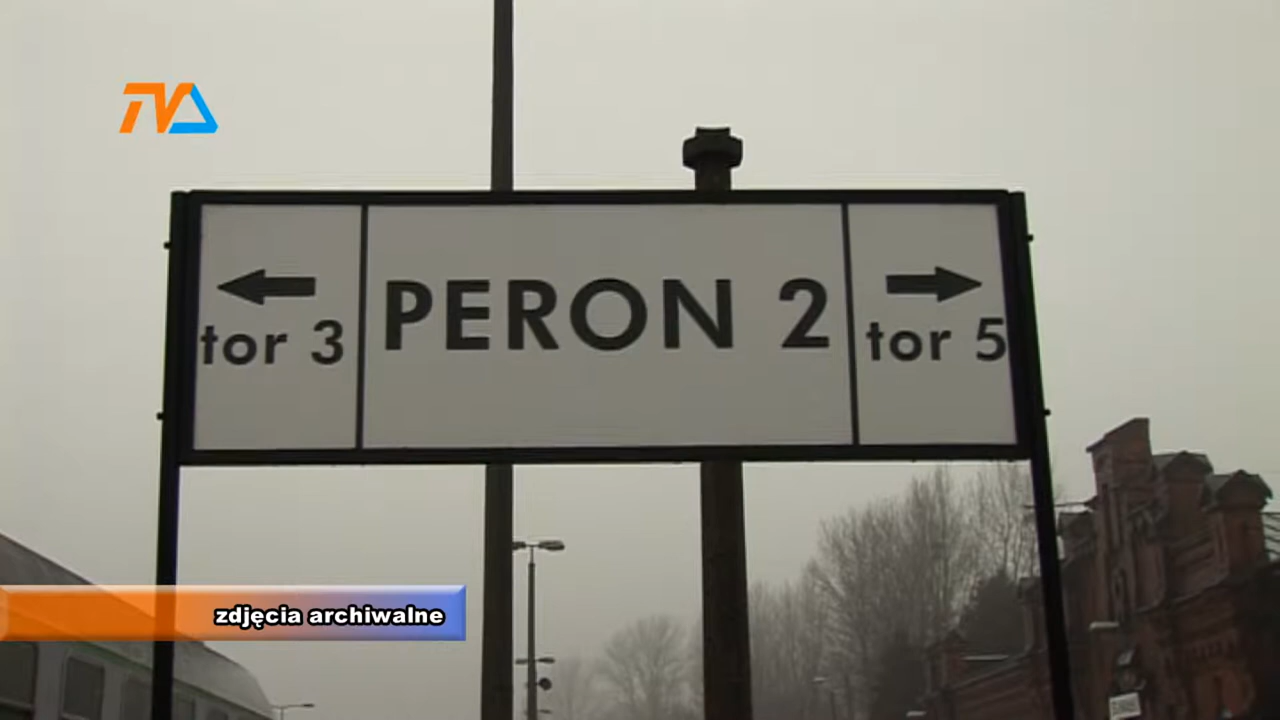 TVA
← PERON 2 →
tor 3
tor 5
zdjęcia archiwalne